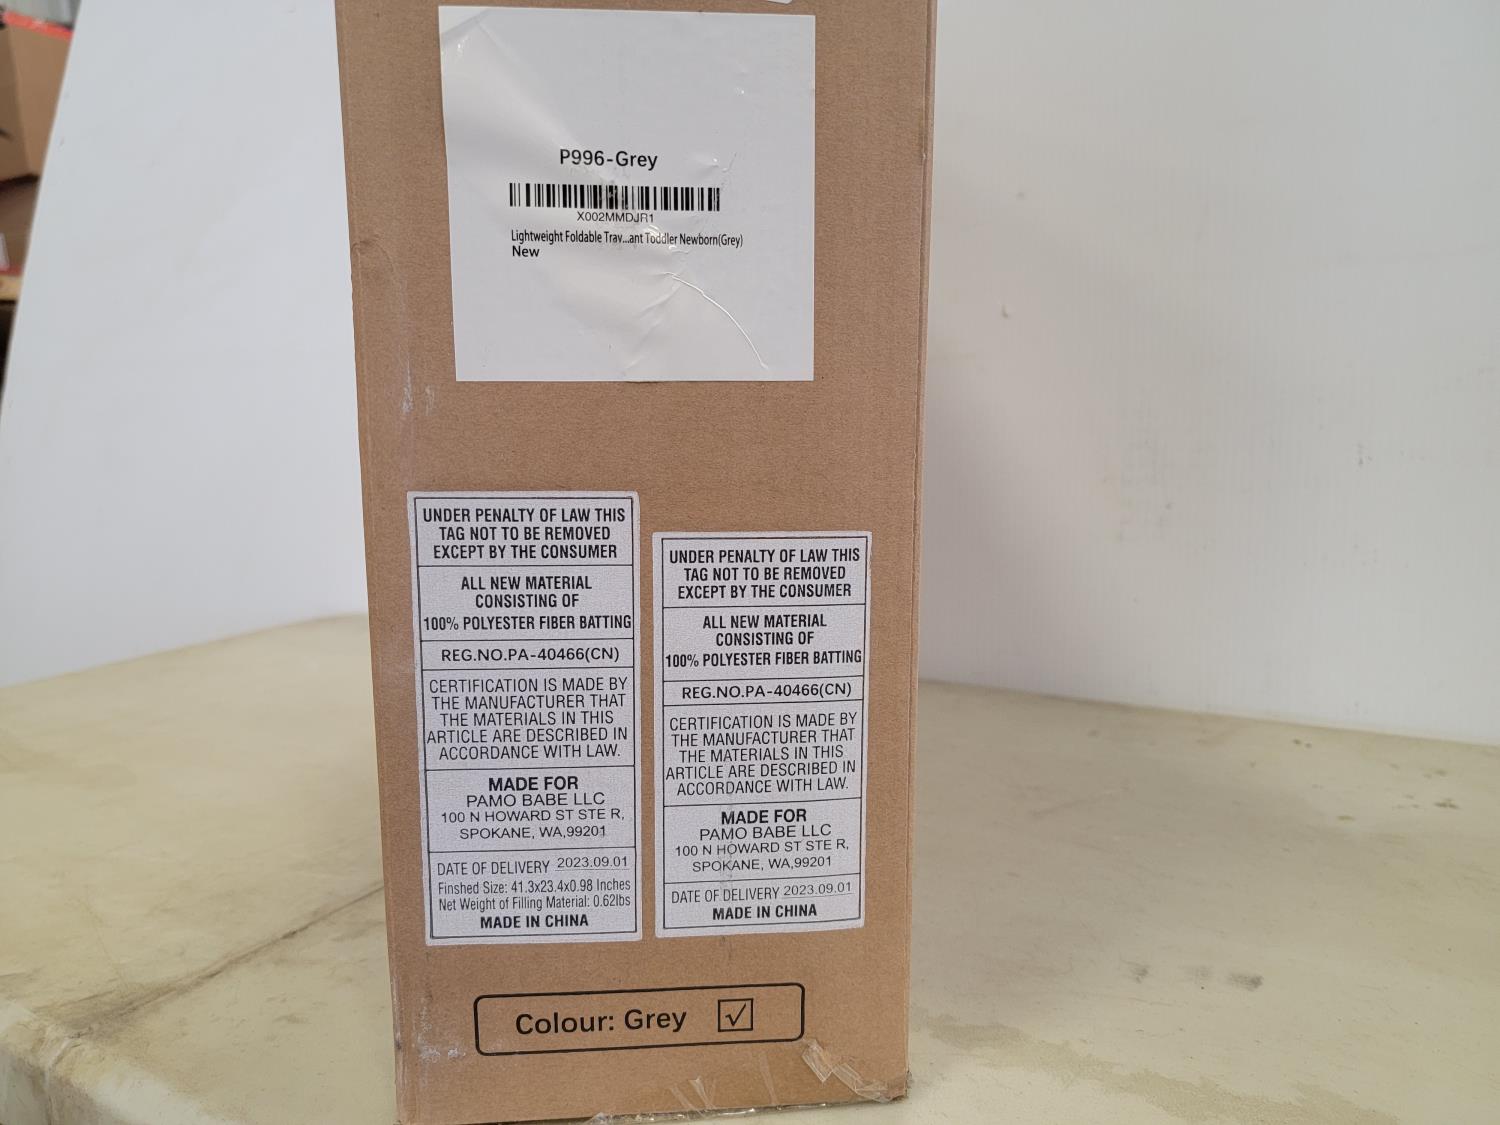 P996-Grey
X002MMDJR1
Lightweight Foldable Trav...ant Toddler Newborn(Grey)
New
UNDER PENALTY OF LAW THIS
TAG NOT TO BE REMOVED
EXCEPT BY THE CONSUMER
ALL NEW MATERIAL
CONSISTING OF
100% POLYESTER FIBER BATTING
REG.NO.PA-40466(CN)
CERTIFICATION IS MADE BY
THE MANUFACTURER THAT
THE MATERIALS IN THIS
ARTICLE ARE DESCRIBED IN
ACCORDANCE WITH LAW.
MADE FOR
PAMO BABE LLC
100 N HOWARD ST STE R,
SPOKANE, WA,99201
DATE OF DELIVERY 2023.09.01
Finshed Size: 41.3x23.4x0.98 Inches
Net Weight of Filling Material: 0.62lbs
MADE IN CHINA
UNDER PENALTY OF LAW THIS
TAG NOT TO BE REMOVED
EXCEPT BY THE CONSUMER
ALL NEW MATERIAL
CONSISTING OF
100% POLYESTER FIBER BATTING
REG.NO.PA-40466(CN)
CERTIFICATION IS MADE BY
THE MANUFACTURER THAT
THE MATERIALS IN THIS
ARTICLE ARE DESCRIBED IN
ACCORDANCE WITH LAW.
MADE FOR
PAMO BABE LLC
100 N HOWARD ST STE R,
SPOKANE, WA,99201
DATE OF DELIVERY 2023.09.01
MADE IN CHINA
Colour: Grey